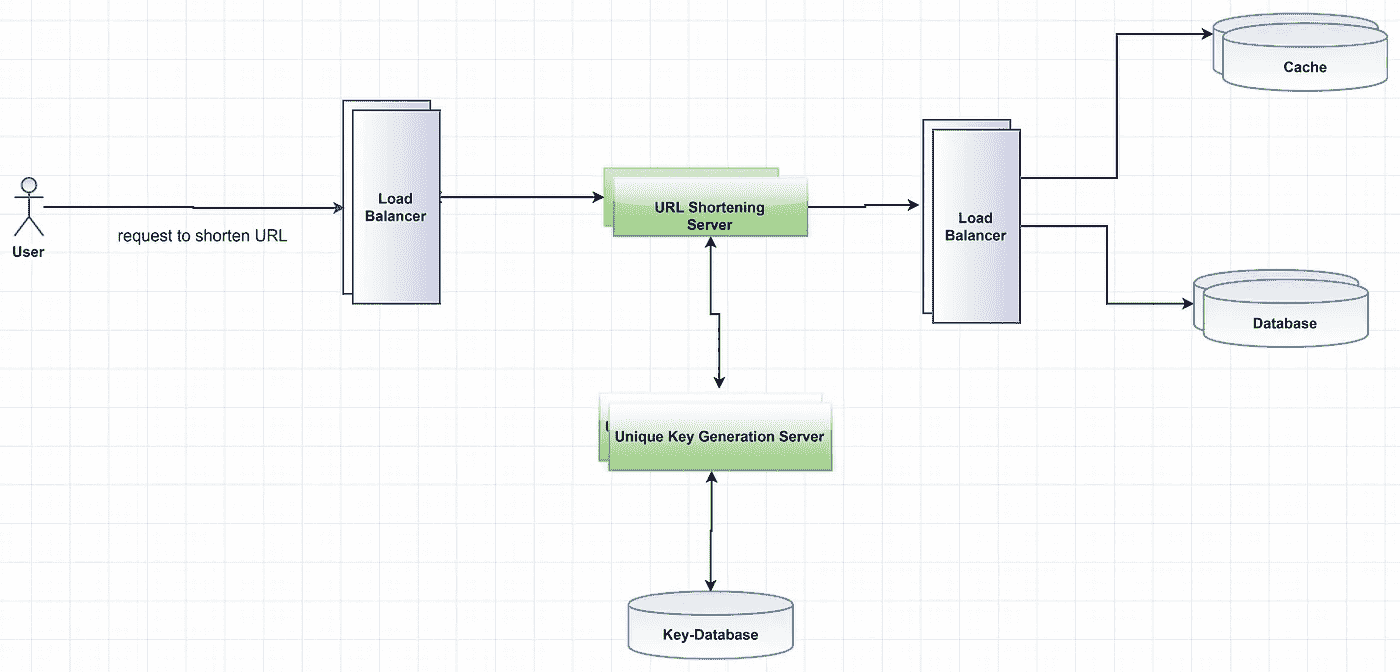 User
request to shorten URL
Load
Balancer
URL Shortening
Server
Load
Balancer
Cache
Database
Unique Key Generation Server
Key-Database